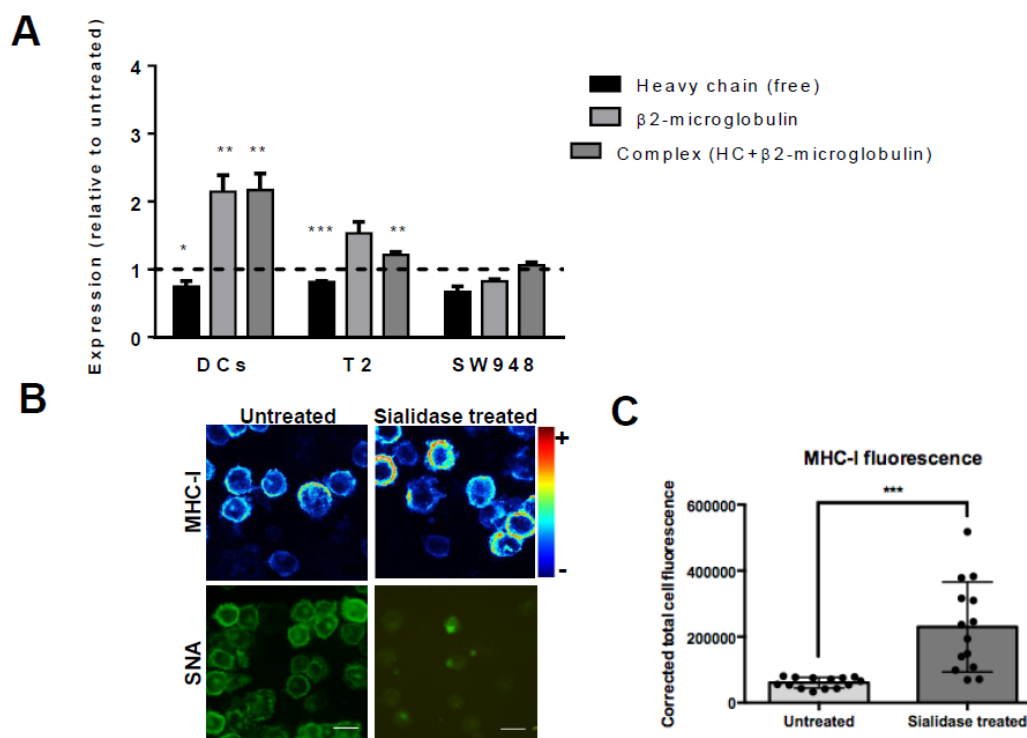 A
Expression (relative to untreated)
4
3
2
1
0
* ** **
*** **
DCs T2 SW948
Heavy chain (free)
β2-microglobulin
Complex (HC+β2-microglobulin)
B
Untreated Sialidase treated
MHC-I
+
-
SNA
C
MHC-I fluorescence
***
Corrected total cell fluorescence
600000
400000
200000
0
Untreated Sialidase treated